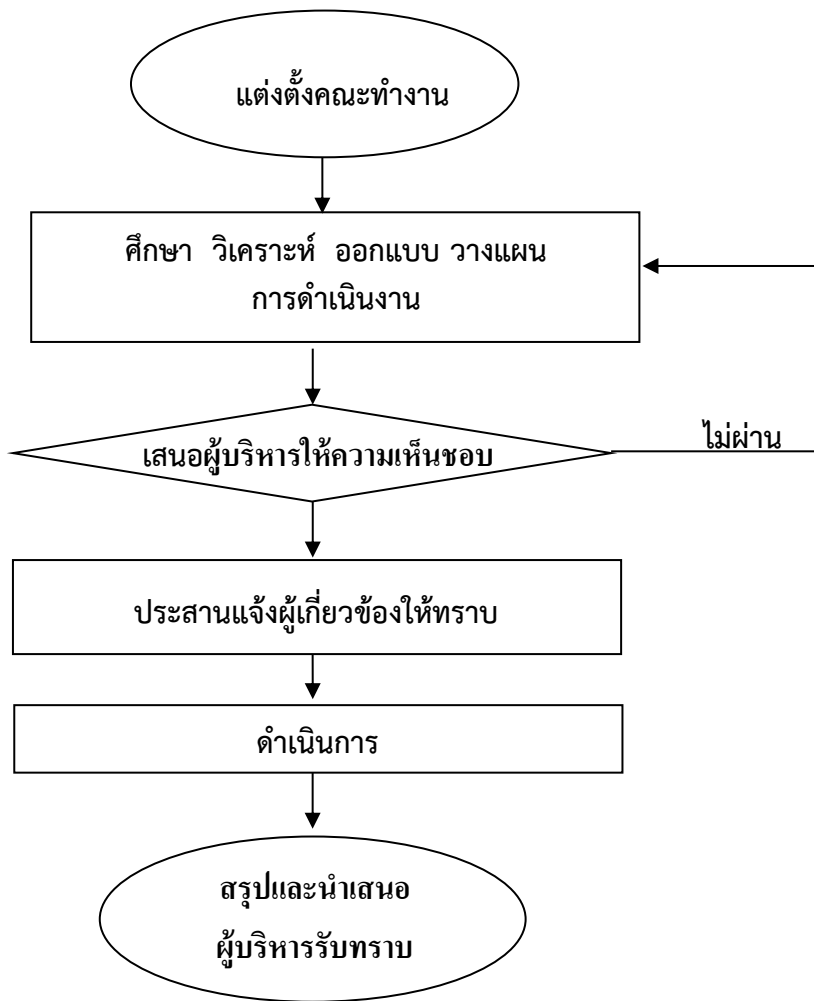 แต่งตั้งคณะทำงาน
ศึกษา วิเคราะห์ ออกแบบ วางแผน
การดำเนินงาน
เสนอผู้บริหารให้ความเห็นชอบ
ไม่ผ่าน
ประสานแจ้งผู้เกี่ยวข้องให้ทราบ
ดำเนินการ
สรุปและนำเสนอ
ผู้บริหารรับทราบ